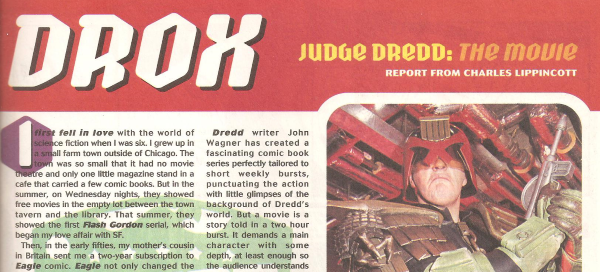 DROX
JUDGE DREDD: THE MOVIE
REPORT FROM CHARLES LIPPINCOTT
I first fell in love with the world of
science fiction when I was six. I grew up in
a small farm town outside of Chicago. The
town was so small that it had no movie
theatre and only one little magazine stand in a
cafe that carried a few comic books. But in the
summer, on Wednesday nights, they showed
free movies in the empty lot between the town
tavern and the library. That summer, they
showed the first Flash Gordon serial, which
began my love affair with SF.
Then, in the early fifties, my mother's cousin
in Britain sent me a two-year subscription to
Eagle comic. Eagle not only changed the
Dredd writer John
Wagner has created a
fascinating comic book
series perfectly tailored to
short weekly bursts,
punctuating the action
with little glimpses of the
background of Dredd's
world. But a movie is a
story told in a two hour
burst. It demands a main
character with some
depth, at least enough so
the audience understands